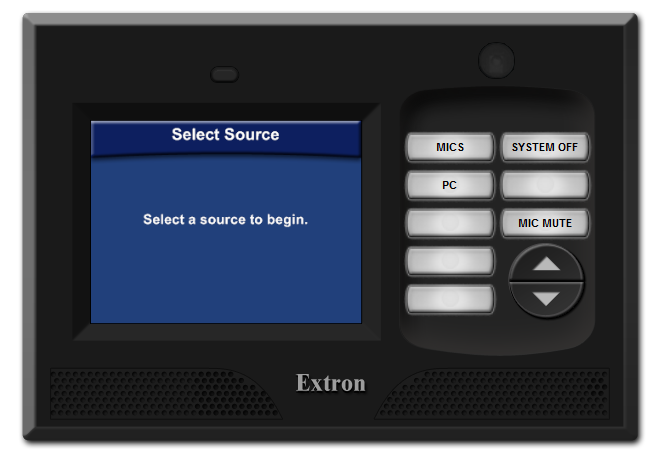 Select Source
Select a source to begin.
MICS
SYSTEM OFF
PC
MIC MUTE
Extron